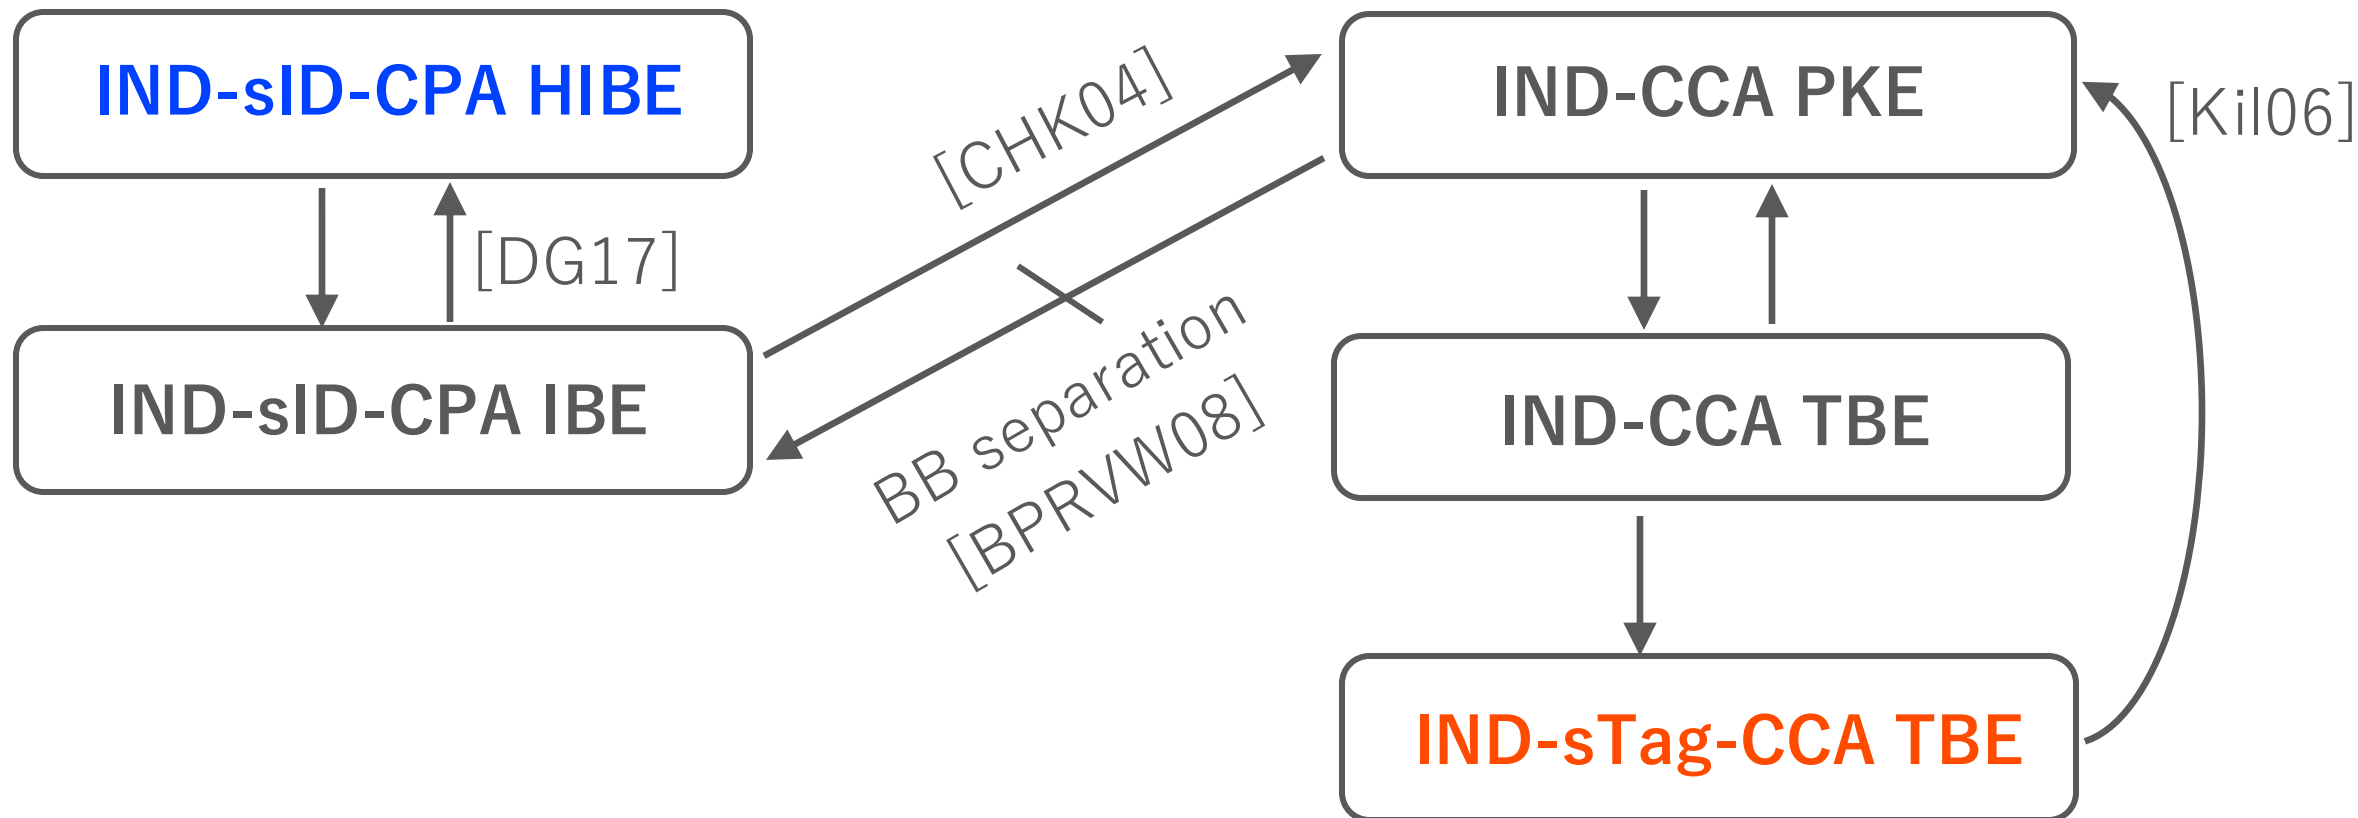 IND-sID-CPA HIBE
IND-CCA PKE
[CHK04]
[Kil06]
[DG17]
IND-sID-CPA IBE
BB separation
[BPRVW08]
IND-CCA TBE
IND-sTag-CCA TBE